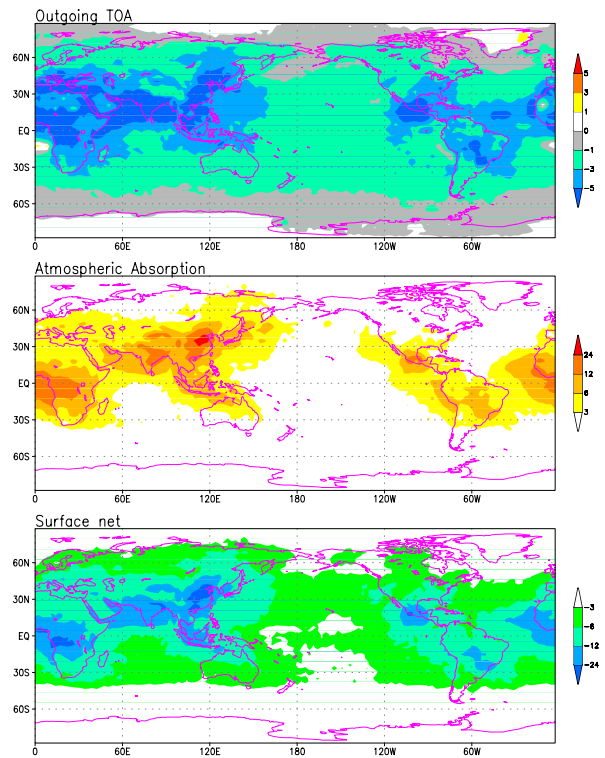 Outgoing TOA
60N
30N
EQ
30S
60S
0
60E
120E
180
120W
60W
5
3
1
0
-1
-3
-5
Atmospheric Absorption
60N
30N
EQ
30S
60S
0
60E
120E
180
120W
60W
24
12
6
3
Surface net
60N
30N
EQ
30S
60S
0
60E
120E
180
120W
60W
-3
-6
-12
-24